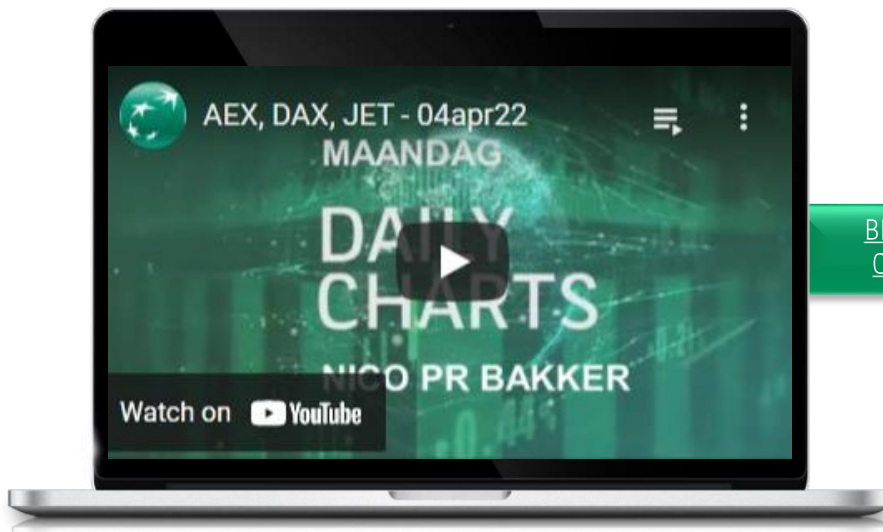 AEX, DAX, JET - 04apr22
MAANDAG
DAILY
CHARTS
NICO PR BAKKER
Watch on YouTube